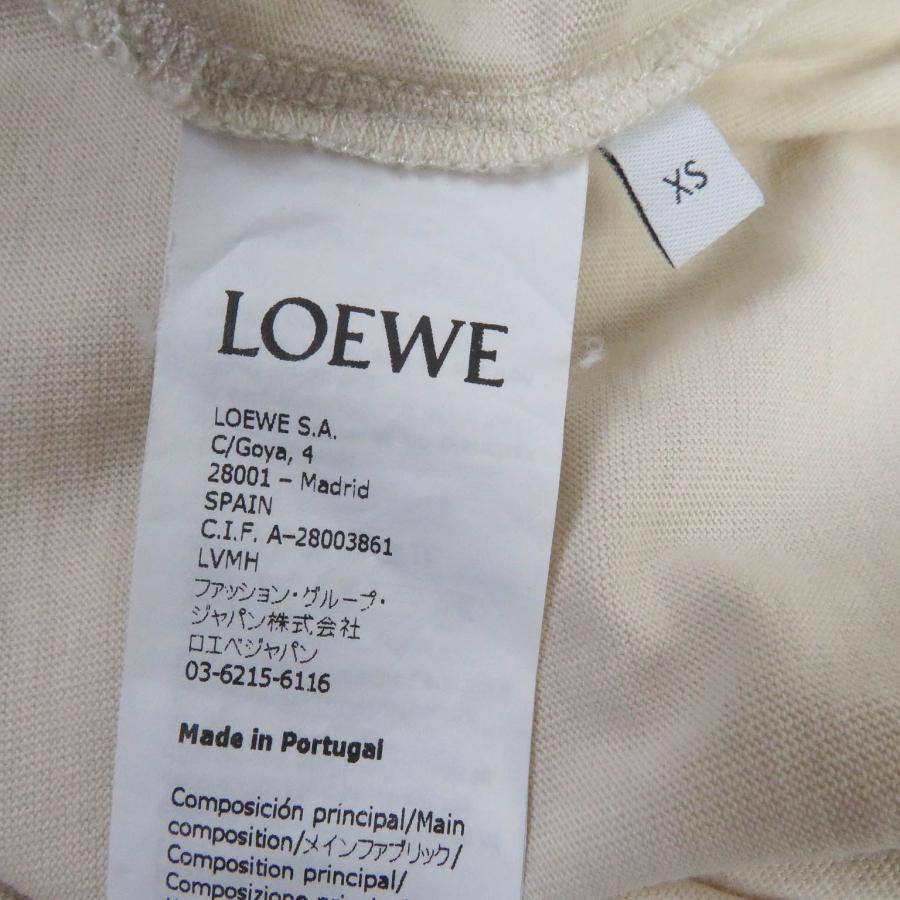 XS
LOEWE
LOEWE S.A.
C/Goya, 4
28001 – Madrid
SPAIN
C.I.F. A–28003861
LVMH
ファッション・グループ・
ジャパン株式会社
ロエベジャパン
03-6215-6116
Made in Portugal
Composición principal/Main
composition/メインファブリック/
Composition principal/
Composizione principal